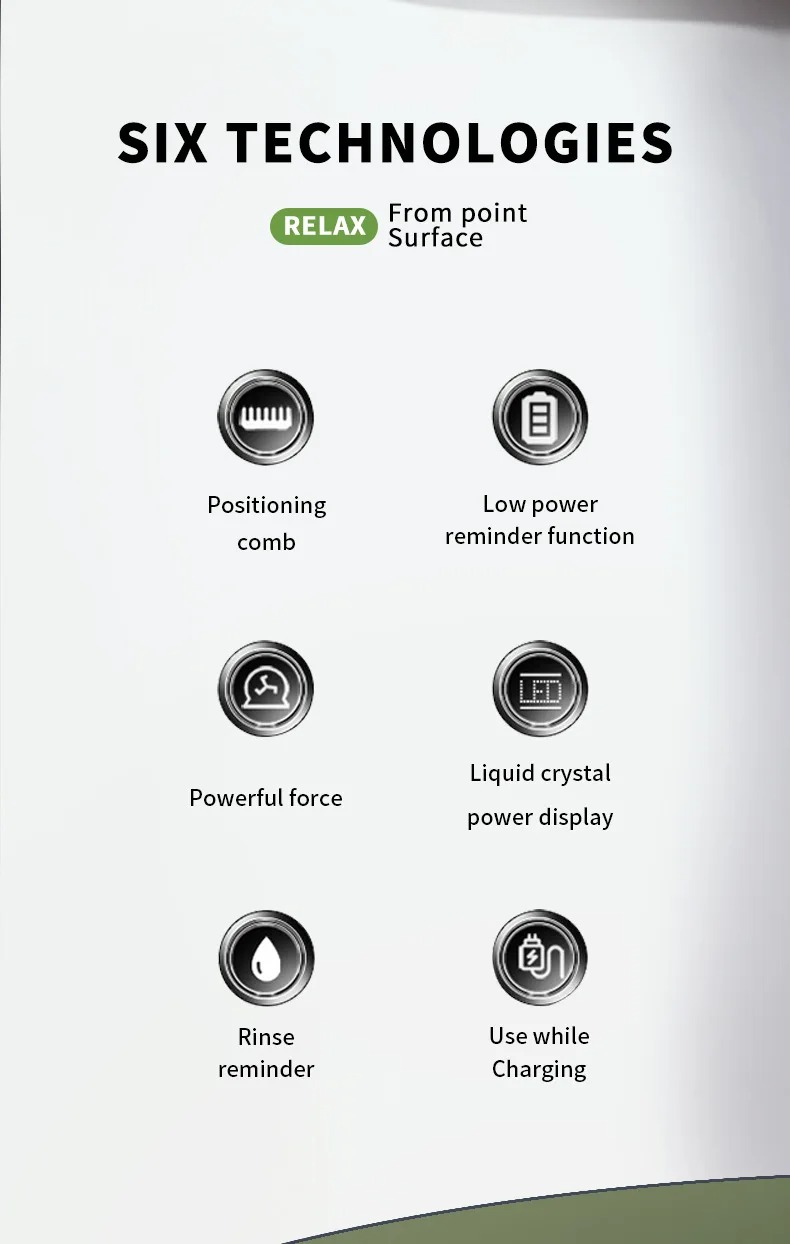 SIX TECHNOLOGIES
RELAX From point
Surface
Positioning
comb
Low power
reminder function
Powerful force
LED
Liquid crystal
power display
Rinse
reminder
Use while
Charging